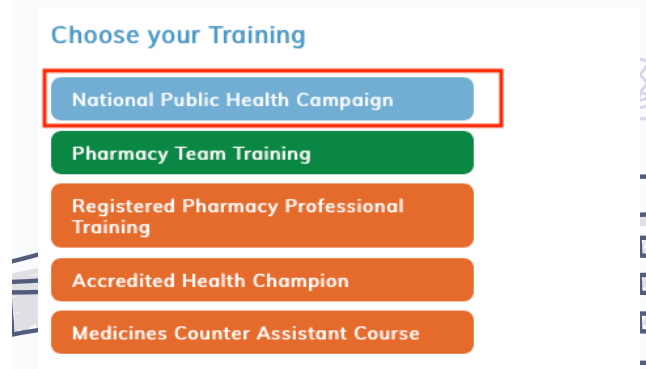 Choose your Training
National Public Health Campaign
Pharmacy Team Training
Registered Pharmacy Professional
Training
Accredited Health Champion
Medicines Counter Assistant Course